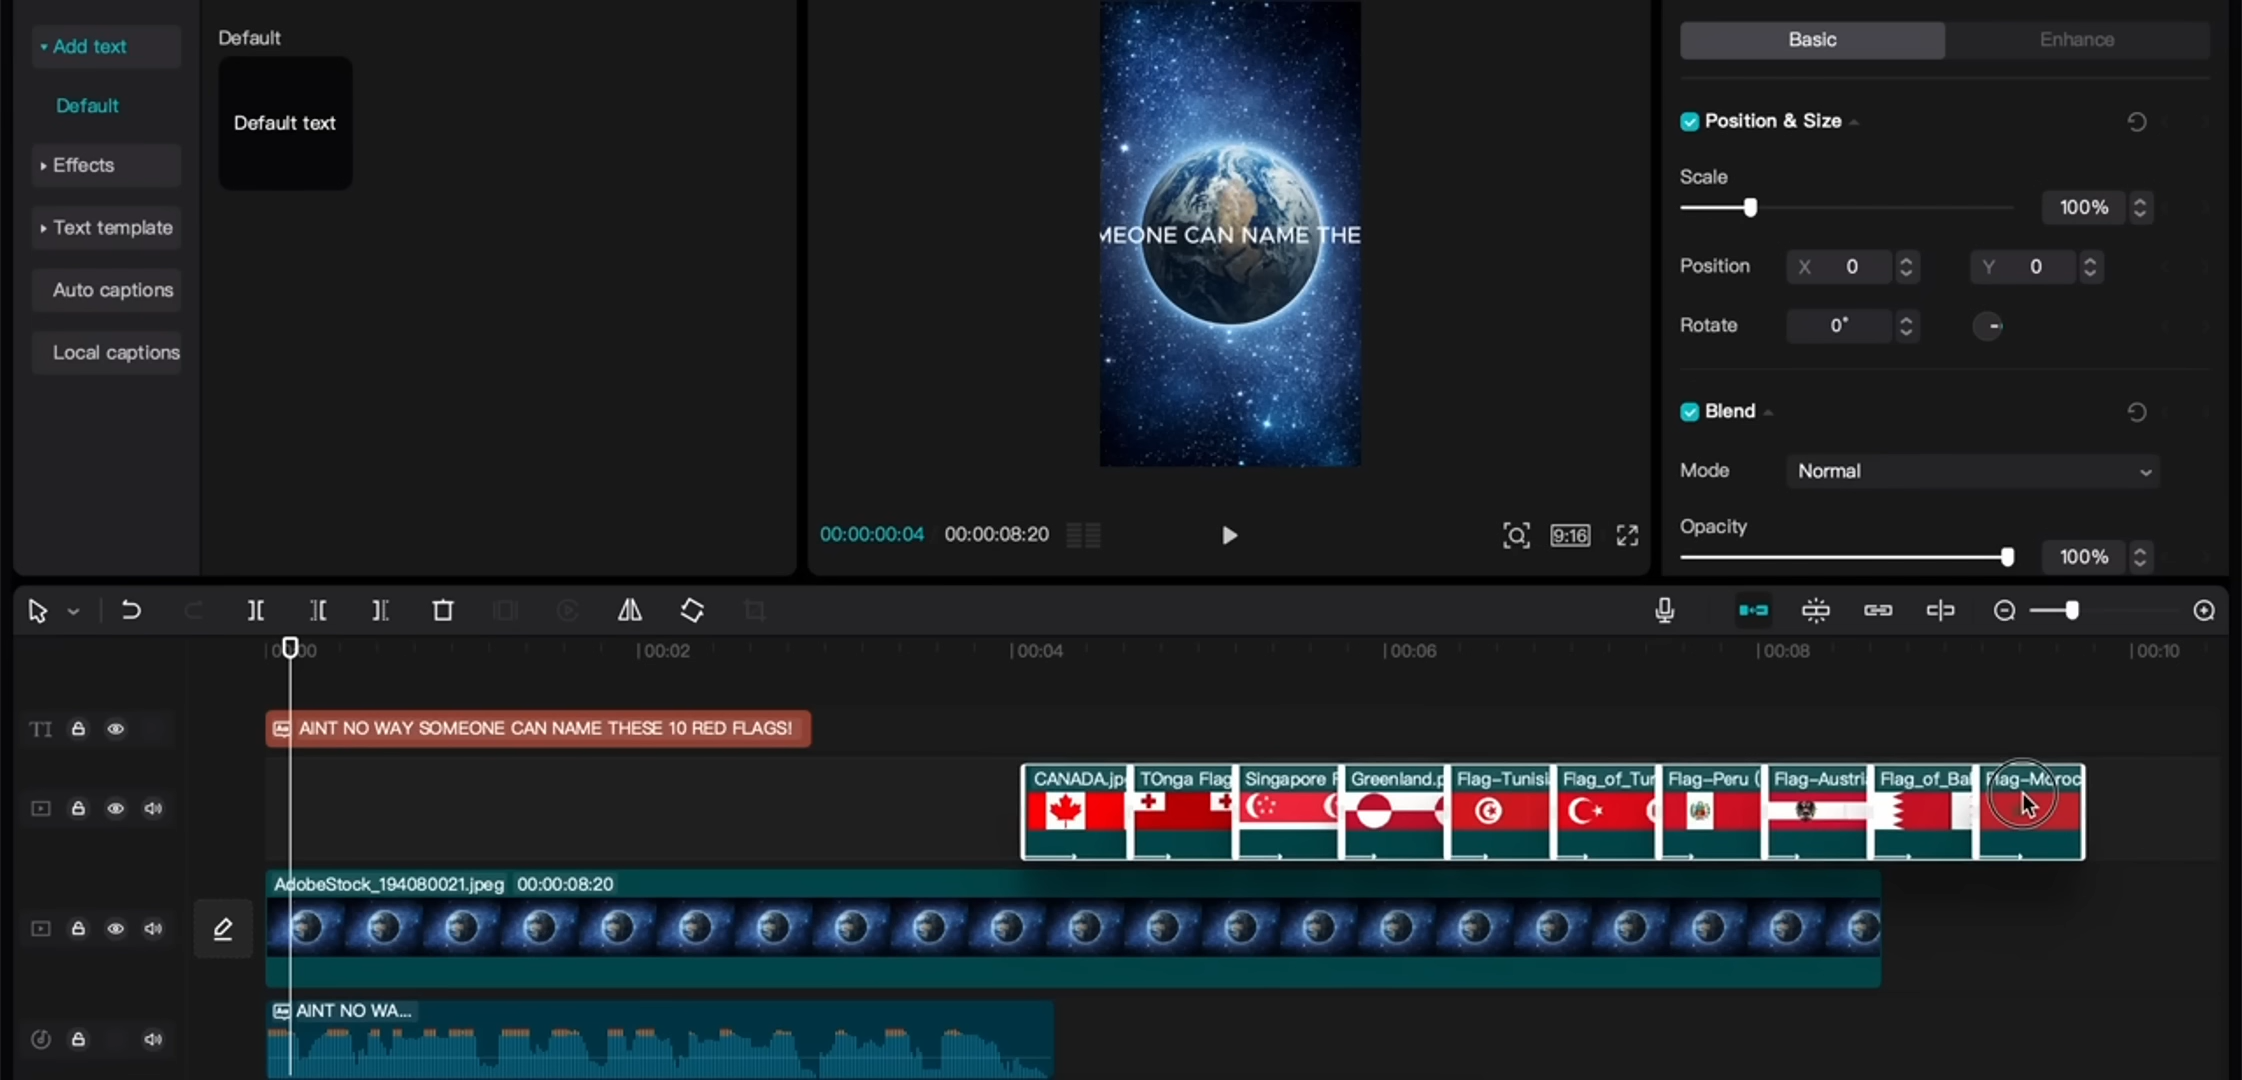 Add text
Default
Effects
Text template
Auto captions
Local captions
Default
Default text
MEONE CAN NAME THE
00:00:00:04 00:00:08:20
9:16
Basic Enhance
Position & Size
Scale
100%
Position X 0 Y 0
Rotate 0°
Blend
Mode Normal
Opacity
100%
00:00 00:02 00:04 00:06 00:08 00:10
TI
AINT NO WAY SOMEONE CAN NAME THESE 10 RED FLAGS!
CANADA.jp TOnga Flag Singapore F Greenland.p Flag-Tunisi Flag_of_Tur Flag-Peru ( Flag-Austri Flag_of_Bal Flag-Moroc
AdobeStock_194080021.jpeg 00:00:08:20
AINT NO WA...